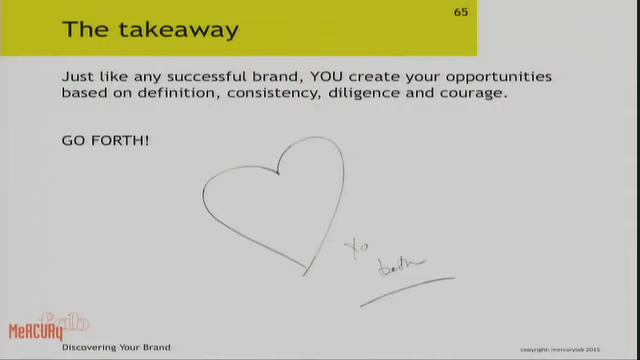 65
The takeaway
Just like any successful brand, YOU create your opportunities
based on definition, consistency, diligence and courage.
GO FORTH!
xo
beth
MeRCURy
lab
Discovering Your Brand
copyright: mercurylab 2015